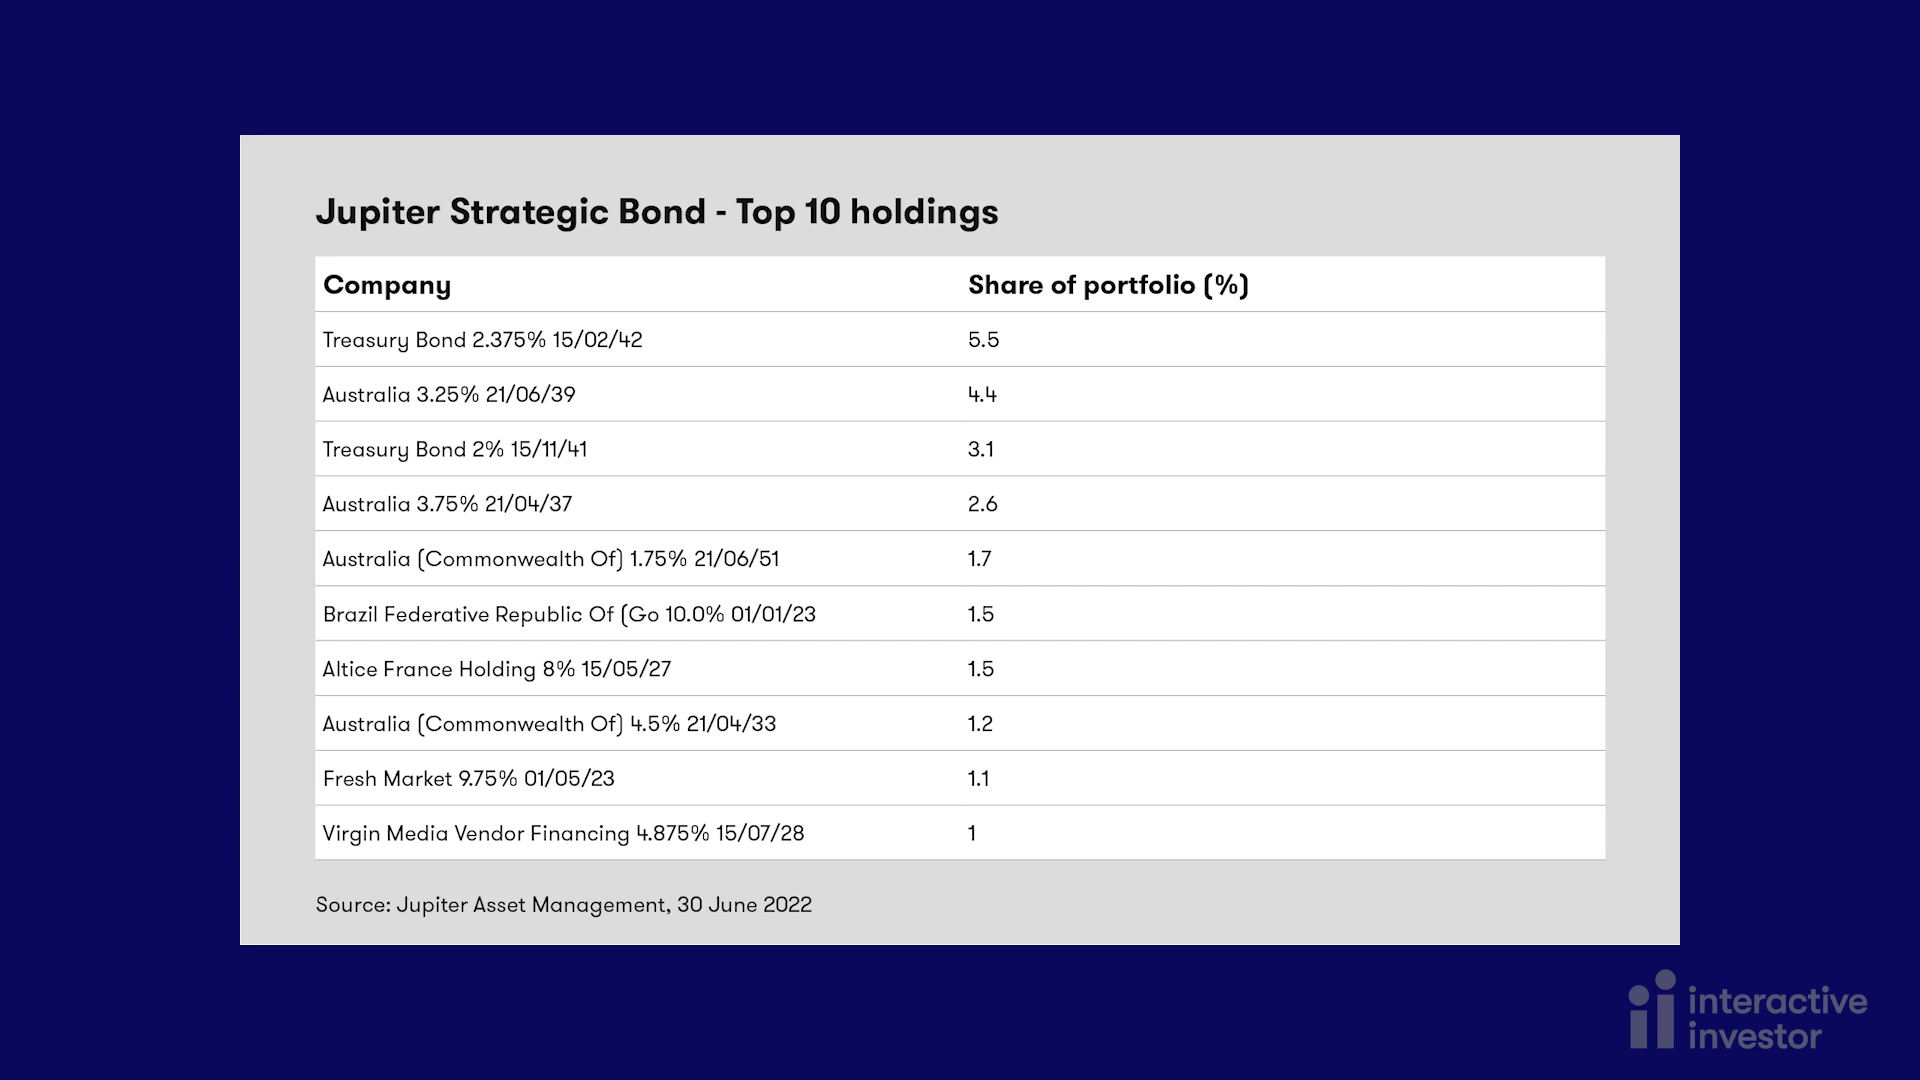 Jupiter Strategic Bond - Top 10 holdings
Company Share of portfolio (%)
Treasury Bond 2.375% 15/02/42 5.5
Australia 3.25% 21/06/39 4.4
Treasury Bond 2% 15/11/41 3.1
Australia 3.75% 21/04/37 2.6
Australia (Commonwealth Of) 1.75% 21/06/51 1.7
Brazil Federative Republic Of (Go 10.0% 01/01/23 1.5
Altice France Holding 8% 15/05/27 1.5
Australia (Commonwealth Of) 4.5% 21/04/33 1.2
Fresh Market 9.75% 01/05/23 1.1
Virgin Media Vendor Financing 4.875% 15/07/28 1
Source: Jupiter Asset Management, 30 June 2022
interactive
investor